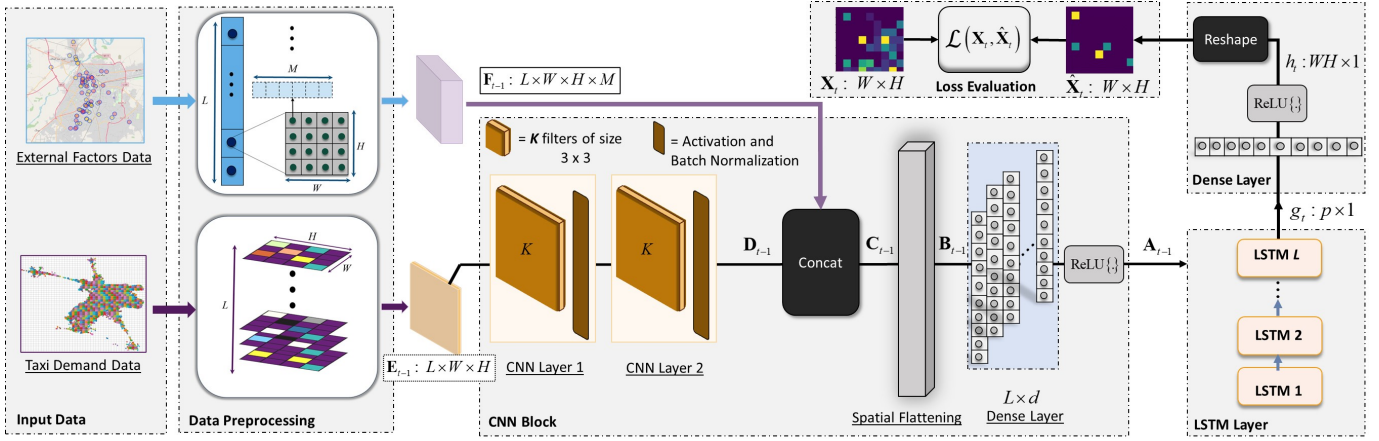 External Factors Data
Taxi Demand Data
Input Data
L
M
H
W
H
W
L
Data Preprocessing
F_{t-1} : L × W × H × M
E_{t-1} : L × W × H
= K filters of size
3 x 3
= Activation and
Batch Normalization
K
K
CNN Layer 1
CNN Layer 2
D_{t-1}
Concat
C_{t-1}
Spatial Flattening
B_{t-1}
L × d
Dense Layer
ReLU{:}
CNN Block
A_{t-1}
LSTM L
LSTM 2
LSTM 1
LSTM Layer
g_t : p × 1
Dense Layer
ReLU{:}
h_t : WH × 1
Reshape
X̂_t : W × H
ℒ(X_t, X̂_t)
X_t : W × H
Loss Evaluation